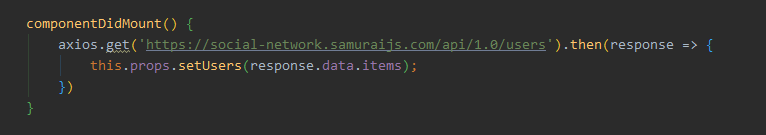 componentDidMount() {
axios.get('https://social-network.samuraijs.com/api/1.0/users').then(response => {
this.props.setUsers(response.data.items);
})
}